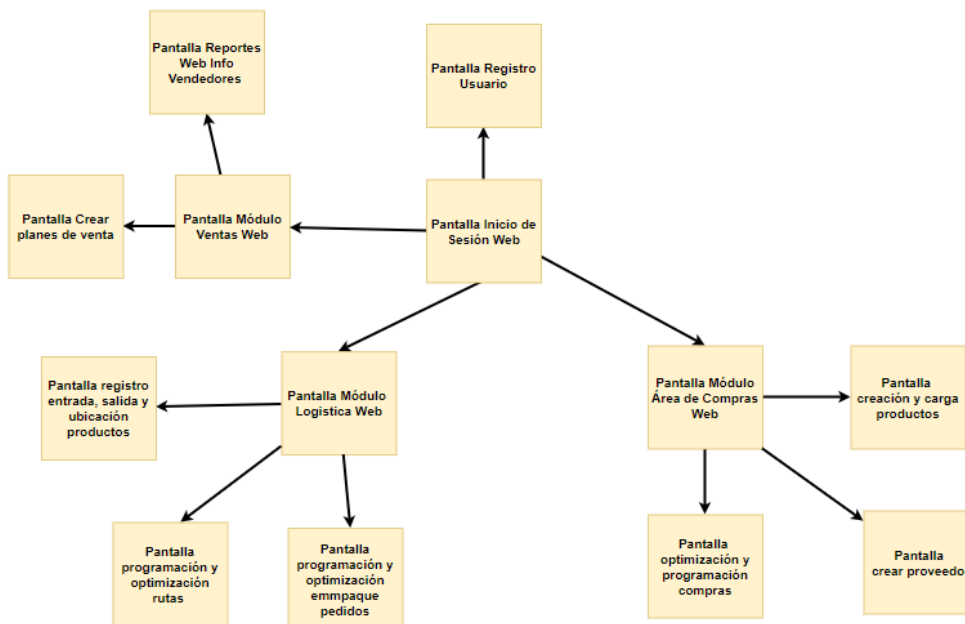 Pantalla Reportes
Web Info
Vendedores
Pantalla Registro
Usuario
Pantalla Crear
planes de venta
Pantalla Módulo
Ventas Web
Pantalla Inicio de
Sesión Web
Pantalla registro
entrada, salida y
ubicación
productos
Pantalla Módulo
Logistica Web
Pantalla Módulo
Área de Compras
Web
Pantalla
creación y carga
productos
Pantalla
programación y
optimización
rutas
Pantalla
programación y
optimización
emmpaque
pedidos
Pantalla
optimización y
programación
compras
Pantalla
crear proveedo